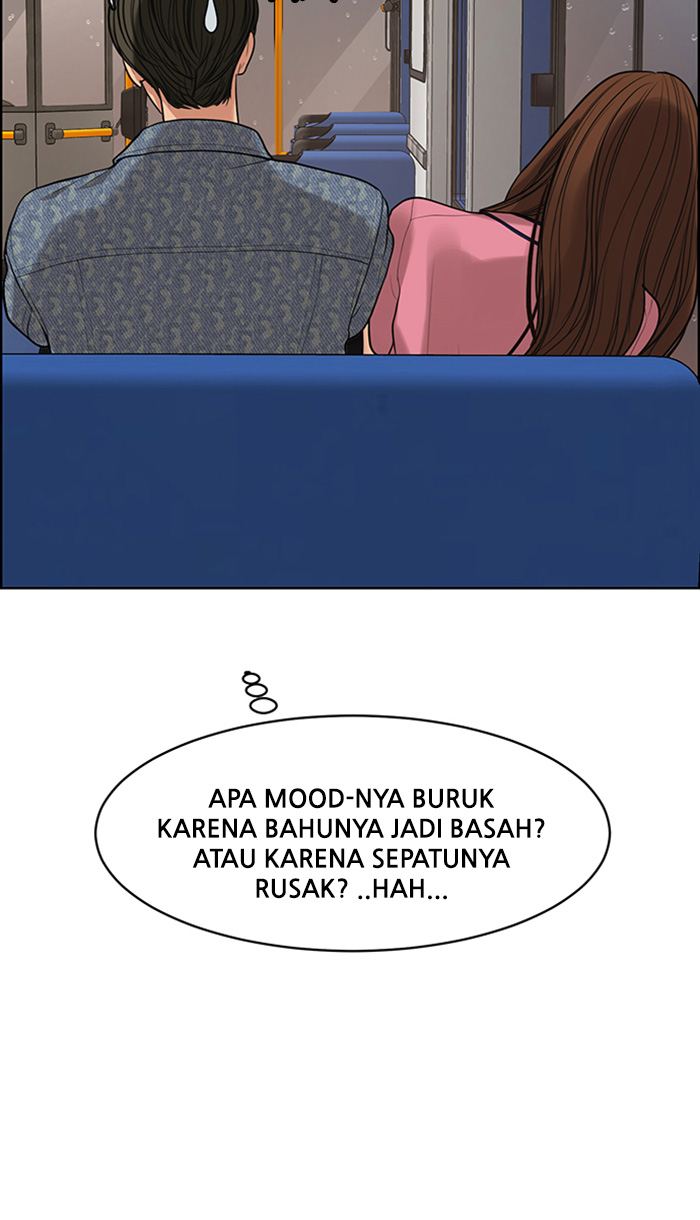 APA MOOD-NYA BURUK
KARENA BAHUNYA JADI BASAH?
ATAU KARENA SEPATUNYA
RUSAK? ..HAH...